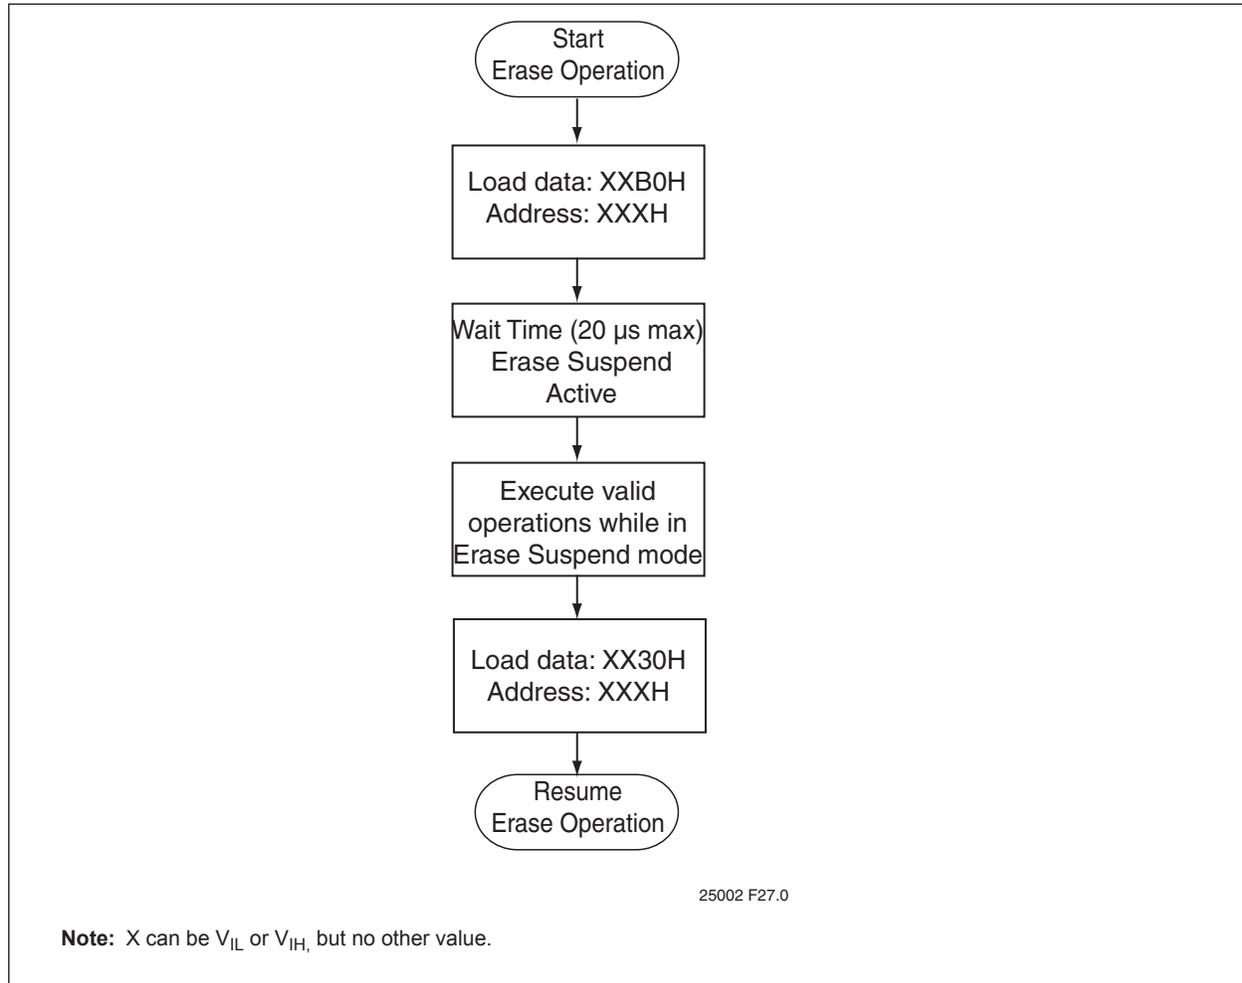 Start
Erase Operation
Load data: XXB0H
Address: XXXH
Wait Time (20 µs max)
Erase Suspend
Active
Execute valid
operations while in
Erase Suspend mode
Load data: XX30H
Address: XXXH
Resume
Erase Operation
25002 F27.0
Note: X can be VIL or VIH, but no other value.